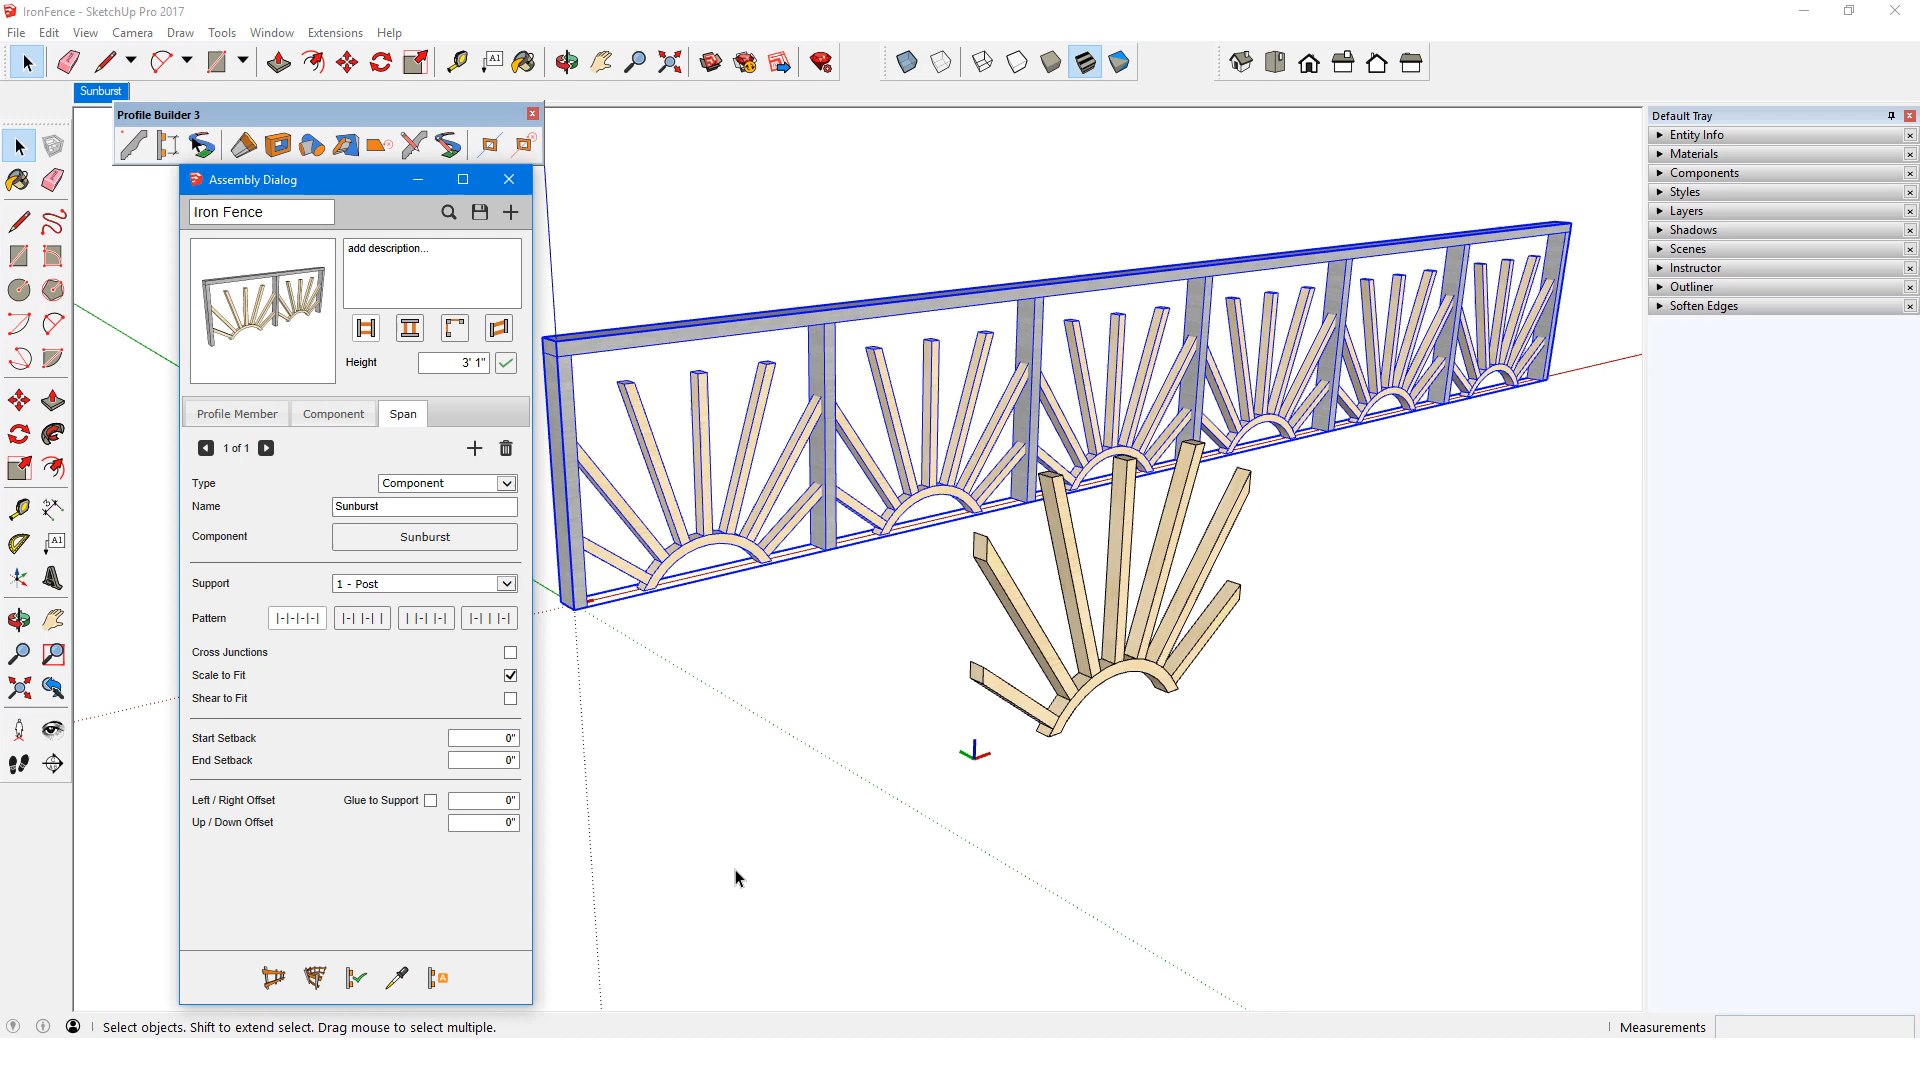 IronFence - SketchUp Pro 2017
File Edit View Camera Draw Tools Window Extensions Help
A1
Sunburst
Profile Builder 3
Assembly Dialog
Iron Fence
add description...
Height 3' 1"
Profile Member Component Span
1 of 1
Type Component
Name Sunburst
Component Sunburst
Support 1 - Post
Pattern |-|-|-|-| |-| |-| | | |-| |-| |-| | |-|
Cross Junctions
Scale to Fit
Shear to Fit
Start Setback 0"
End Setback 0"
Left / Right Offset Glue to Support 0"
Up / Down Offset 0"
A
A1
Default Tray
Entity Info
Materials
Components
Styles
Layers
Shadows
Scenes
Instructor
Outliner
Soften Edges
Select objects. Shift to extend select. Drag mouse to select multiple.
Measurements